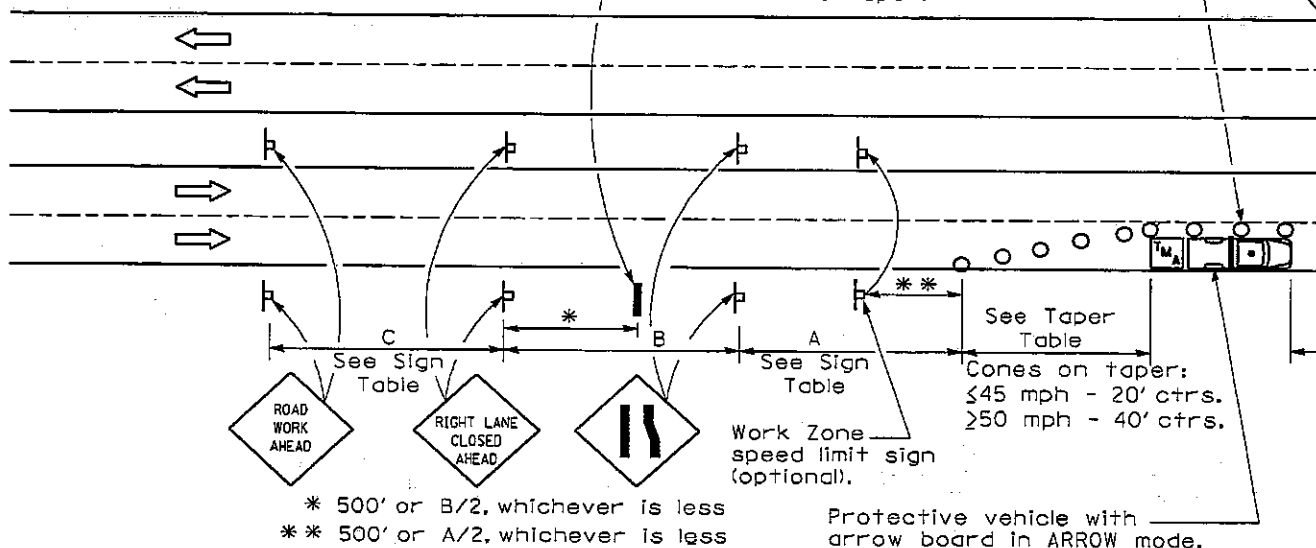 *
**
C
See Sign
Table
B
A
See Sign
Table
See Taper
Table
Cones on taper:
≤45 mph - 20' ctrs.
≥50 mph - 40' ctrs.
TMA
ROAD
WORK
AHEAD
RIGHT LANE
CLOSED
AHEAD
Work Zone
speed limit sign
(optional).
* 500' or B/2, whichever is less
** 500' or A/2, whichever is less
Protective vehicle with
arrow board in ARROW mode.